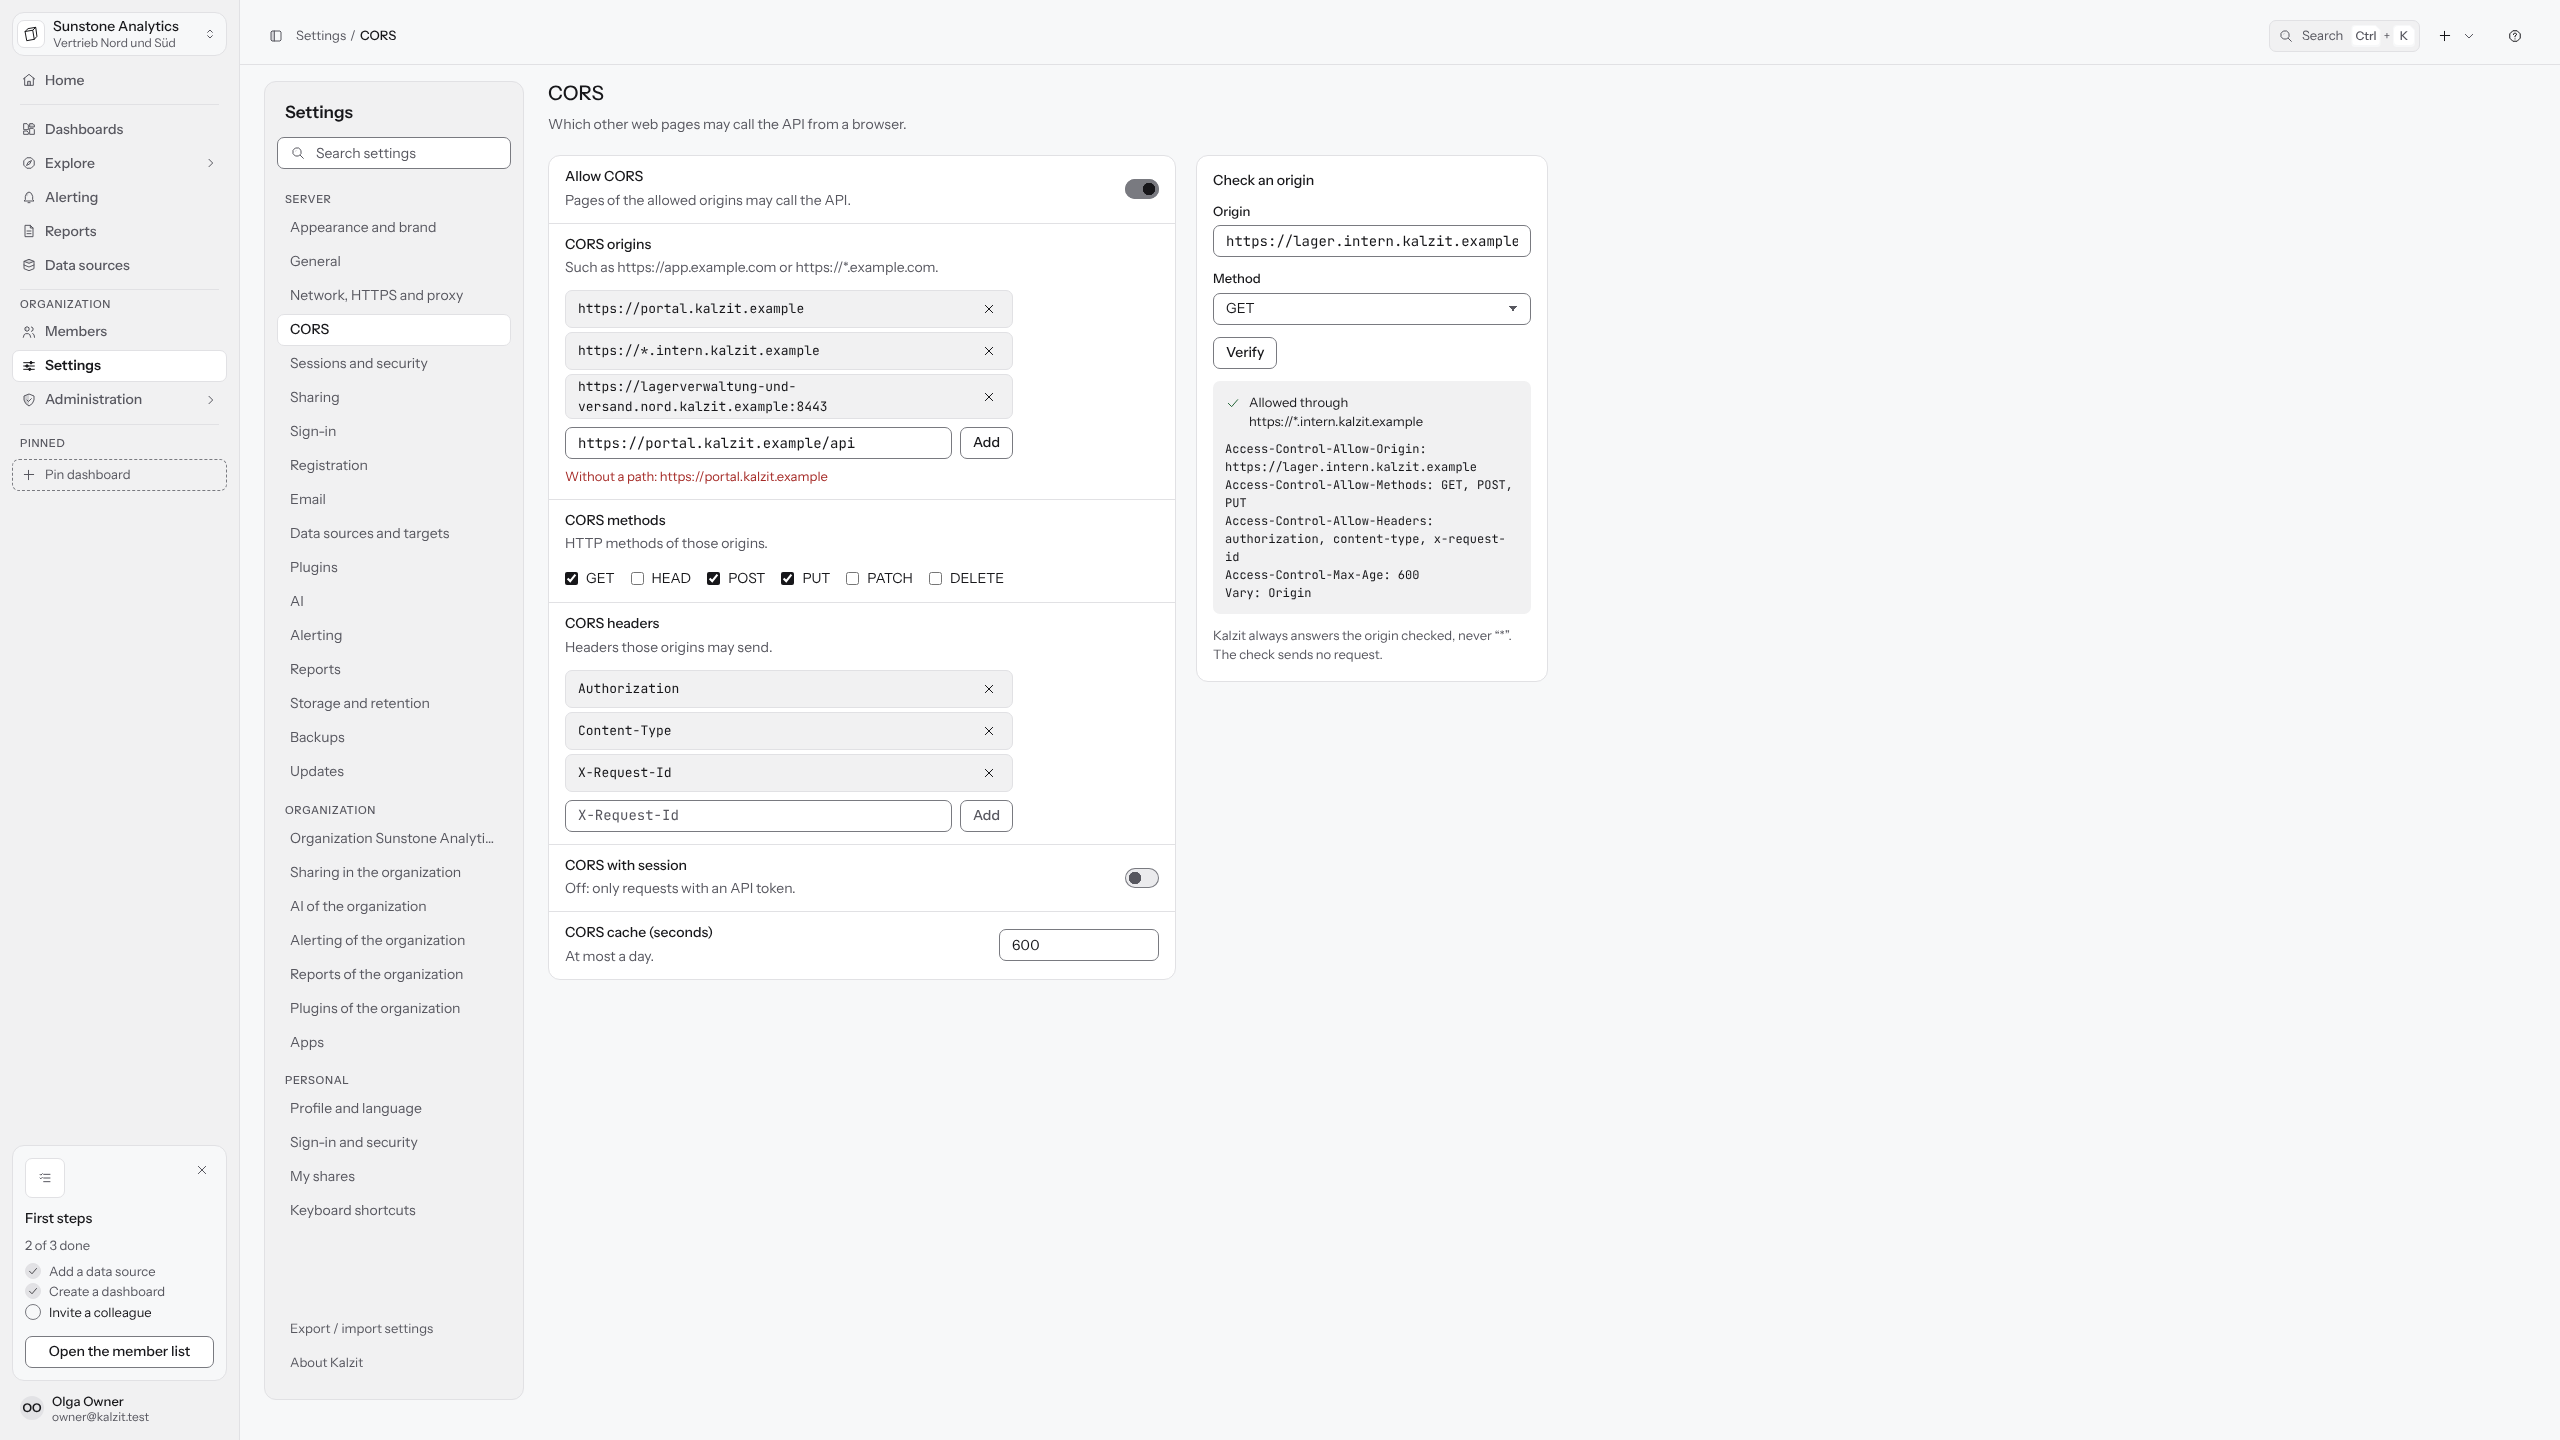 Sunstone Analytics
Vertrieb Nord und Süd
Home
Dashboards
Explore
Alerting
Reports
Data sources
ORGANIZATION
Members
Settings
Administration
PINNED
Pin dashboard
First steps
2 of 3 done
Add a data source
Create a dashboard
Invite a colleague
Open the member list
OO
Olga Owner
owner@kalzit.test
Settings / CORS
Search Ctrl + K
Settings
Search settings
SERVER
Appearance and brand
General
Network, HTTPS and proxy
CORS
Sessions and security
Sharing
Sign-in
Registration
Email
Data sources and targets
Plugins
AI
Alerting
Reports
Storage and retention
Backups
Updates
ORGANIZATION
Organization Sunstone Analyti...
Sharing in the organization
AI of the organization
Alerting of the organization
Reports of the organization
Plugins of the organization
Apps
PERSONAL
Profile and language
Sign-in and security
My shares
Keyboard shortcuts
Export / import settings
About Kalzit
CORS
Which other web pages may call the API from a browser.
Allow CORS
Pages of the allowed origins may call the API.
CORS origins
Such as https://app.example.com or https://*.example.com.
https://portal.kalzit.example
https://*.intern.kalzit.example
https://lagerverwaltung-und-
versand.nord.kalzit.example:8443
https://portal.kalzit.example/api
Add
Without a path: https://portal.kalzit.example
CORS methods
HTTP methods of those origins.
GET HEAD POST PUT PATCH DELETE
CORS headers
Headers those origins may send.
Authorization
Content-Type
X-Request-Id
X-Request-Id
Add
CORS with session
Off: only requests with an API token.
CORS cache (seconds)
At most a day.
600
Check an origin
Origin
https://lager.intern.kalzit.example
Method
GET
Verify
Allowed through
https://*.intern.kalzit.example
Access-Control-Allow-Origin:
https://lager.intern.kalzit.example
Access-Control-Allow-Methods: GET, POST,
PUT
Access-Control-Allow-Headers:
authorization, content-type, x-request-
id
Access-Control-Max-Age: 600
Vary: Origin
Kalzit always answers the origin checked, never “*”.
The check sends no request.